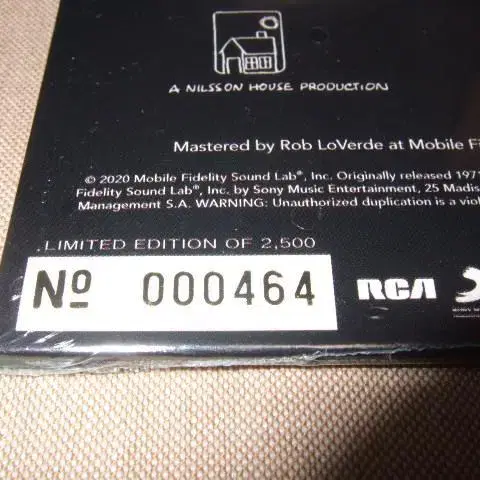 A NILSSON HOUSE PRODUCTION
Mastered by Rob LoVerde at Mobile Fi
© 2020 Mobile Fidelity Sound Lab®, Inc. Originally released 1971
Fidelity Sound Lab®, Inc. by Sony Music Entertainment, 25 Madis
Management S.A. WARNING: Unauthorized duplication is a viol
LIMITED EDITION OF 2,500
Nº 000464
RCA